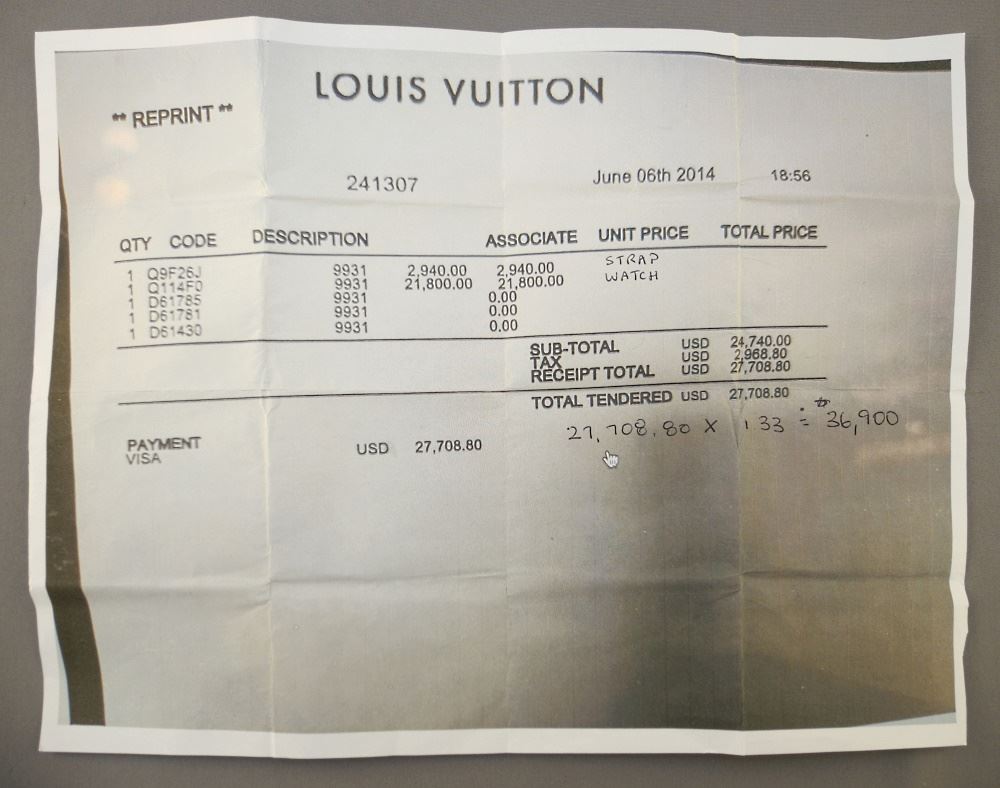 LOUIS VUITTON
** REPRINT **
241307 June 06th 2014 18:56
QTY CODE DESCRIPTION ASSOCIATE UNIT PRICE TOTAL PRICE
1 Q9F26J 9931 2,940.00 2,940.00 STRAP
1 Q114F0 9931 21,800.00 21,800.00 WATCH
1 D61785 9931 0.00
1 D61781 9931 0.00
1 D61430 9931 0.00
SUB-TOTAL USD 24,740.00
TAX USD 2,968.80
RECEIPT TOTAL USD 27,708.80
TOTAL TENDERED USD 27,708.80
27,708.80 X 1.33 = 36,900
PAYMENT USD 27,708.80
VISA